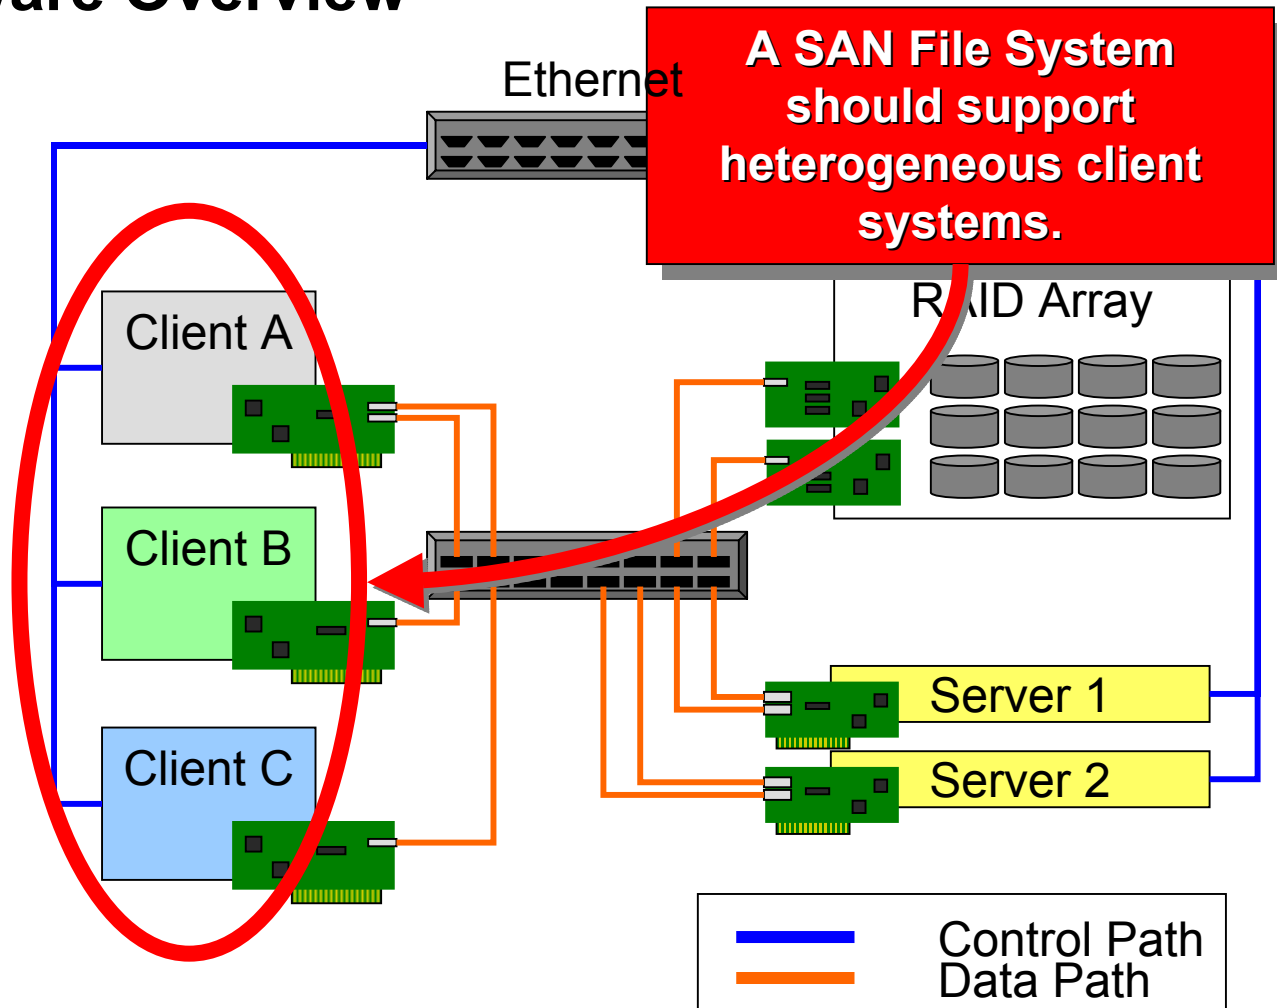 Overview
Ethernet
A SAN File System
should support
heterogeneous client
systems.
RAID Array
Client A
Client B
Client C
Server 1
Server 2
Control Path
Data Path